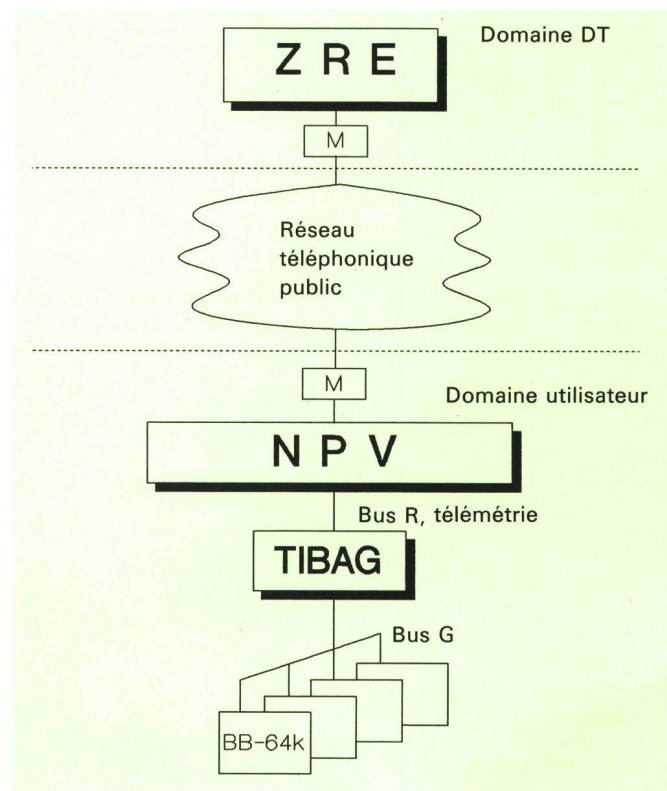 Domaine DT
Z R E
M
Réseau
téléphonique
public
M
Domaine utilisateur
N P V
Bus R, télémétrie
TIBAG
Bus G
BB-64k